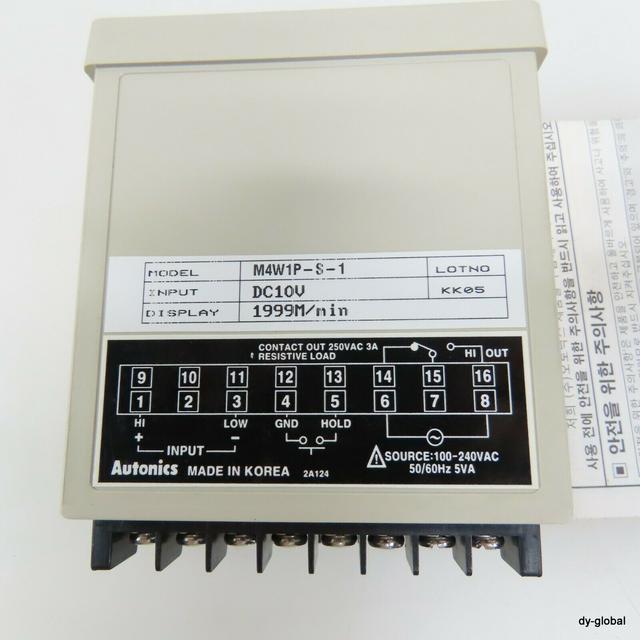 MODEL M4W1P-S-1 LOTNO
INPUT DC10V KK05
DISPLAY 1999M/min
CONTACT OUT 250VAC 3A
RESISTIVE LOAD
HI OUT
9 10 11 12 13 14 15 16
1 2 3 4 5 6 7 8
HI LOW GND HOLD
+ INPUT -
SOURCE:100-240VAC
50/60Hz 5VA
Autonics MADE IN KOREA 2A124
안전을 위한 주의사항
사용 전에 안전을 위한 주의사항을 반드시 읽고 사용하여 주십시오
dy-global